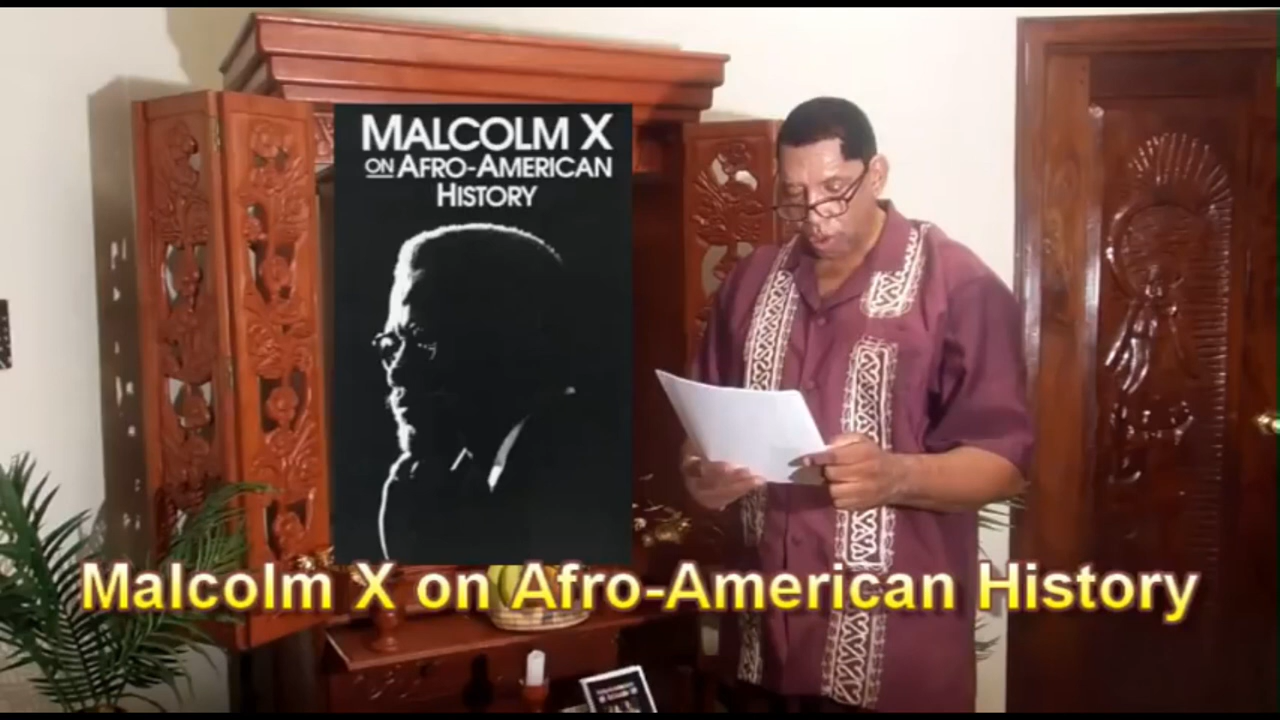 MALCOLM X
ON AFRO-AMERICAN
HISTORY
Malcolm X on Afro-American History